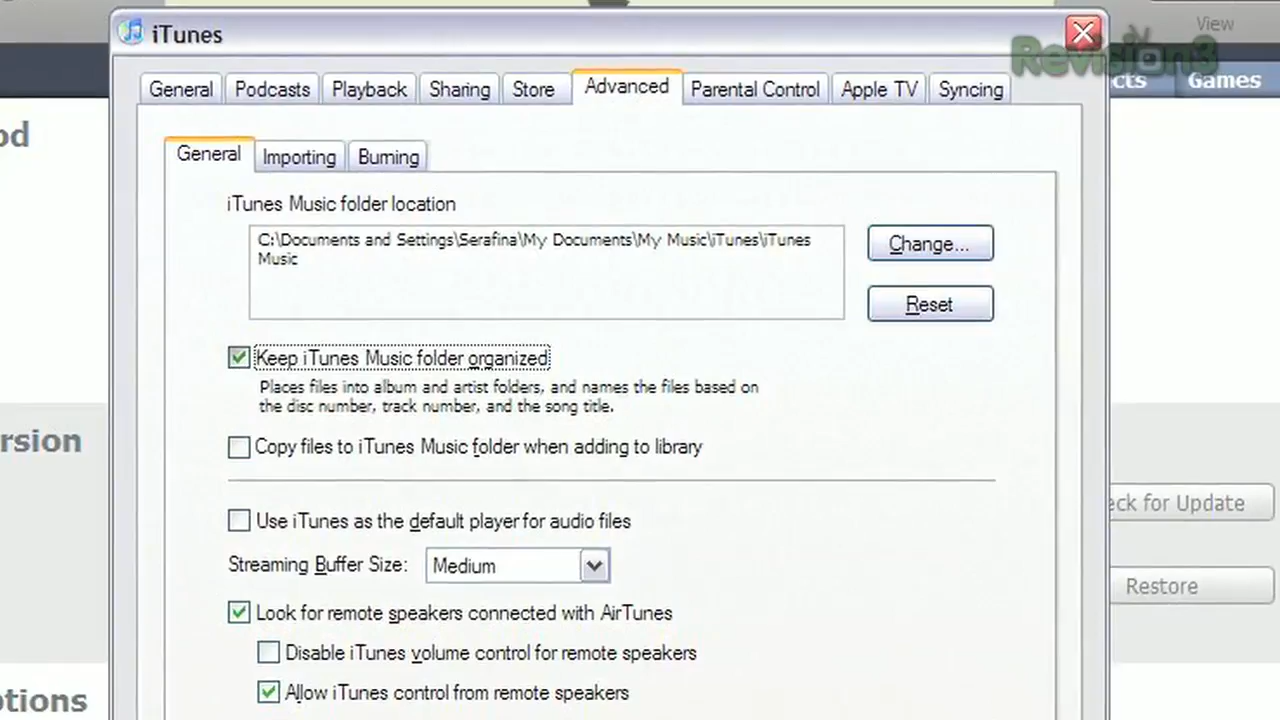 View
iTunes
Revision3
General Podcasts Playback Sharing Store Advanced Parental Control Apple TV Syncing
cts Games
od
General Importing Burning
iTunes Music folder location
C:\Documents and Settings\Serafina\My Documents\My Music\iTunes\iTunes
Music
Change...
Reset
Keep iTunes Music folder organized
Places files into album and artist folders, and names the files based on
the disc number, track number, and the song title.
Copy files to iTunes Music folder when adding to library
rsion
eck for Update
Use iTunes as the default player for audio files
Streaming Buffer Size: Medium
Restore
Look for remote speakers connected with AirTunes
Disable iTunes volume control for remote speakers
Allow iTunes control from remote speakers
otions